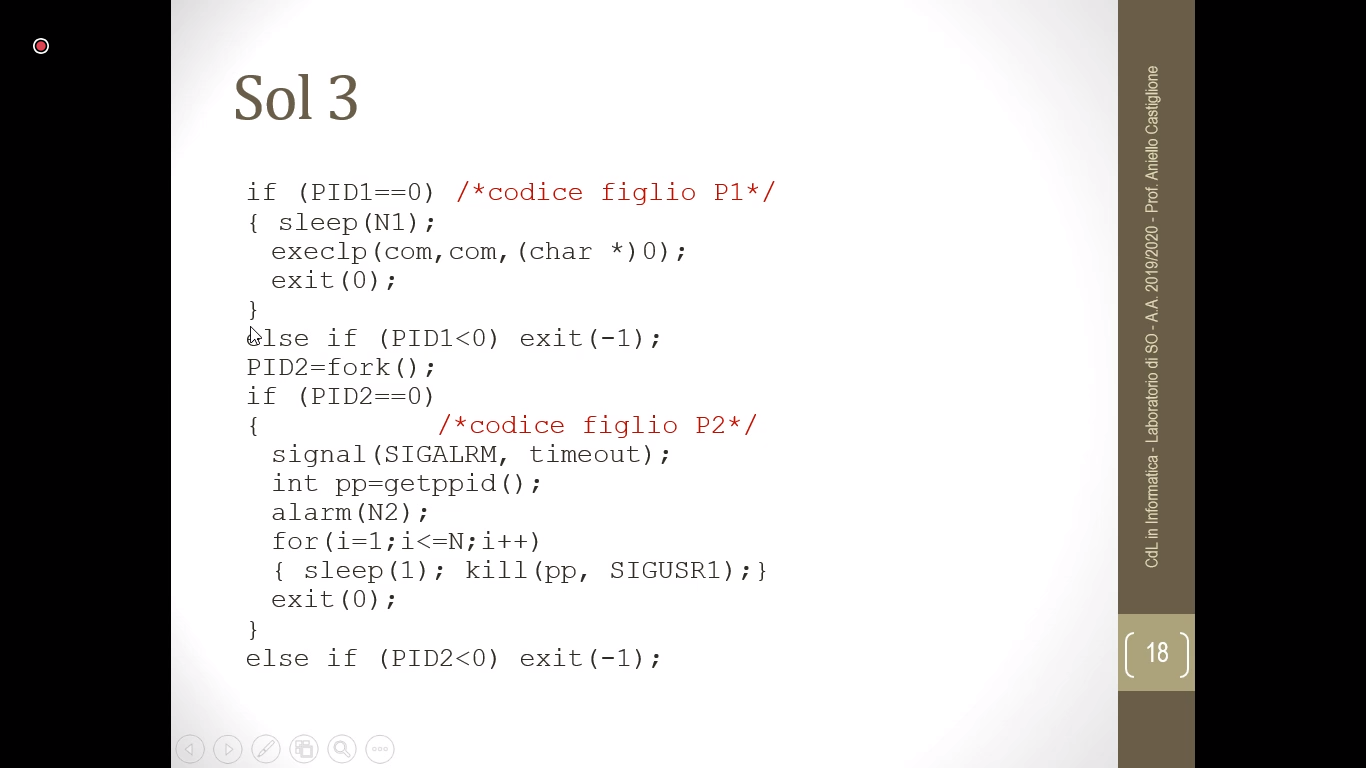 Sol 3
if (PID1==0) /*codice figlio P1*/
{ sleep(N1);
execlp(com,com,(char *)0);
exit(0);
}
else if (PID1<0) exit(-1);
PID2=fork();
if (PID2==0)
{ /*codice figlio P2*/
signal(SIGALRM, timeout);
int pp=getppid();
alarm(N2);
for(i=1;i<=N;i++)
{ sleep(1); kill(pp, SIGUSR1);}
exit(0);
}
else if (PID2<0) exit(-1);
CdL in Informatica - Laboratorio di SO - A.A. 2019/2020 - Prof. Aniello Castiglione
18